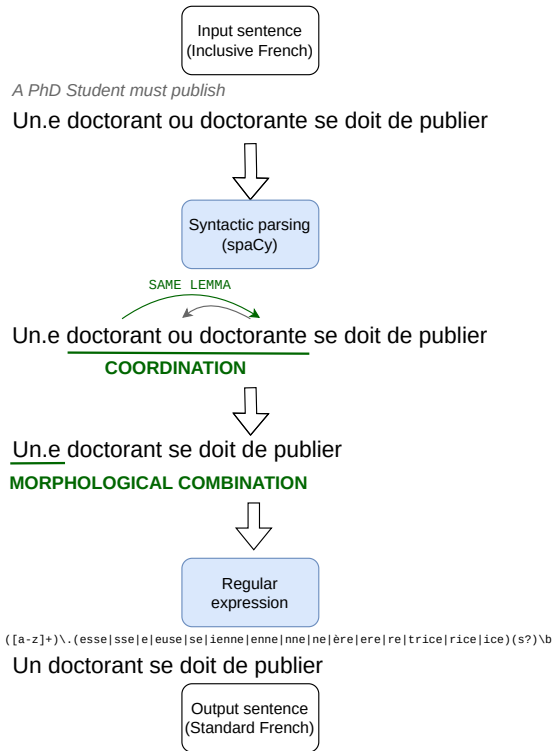 Input sentence
(Inclusive French)
A PhD Student must publish
Un.e doctorant ou doctorante se doit de publier
Syntactic parsing
(spaCy)
SAME LEMMA
Un.e doctorant ou doctorante se doit de publier
COORDINATION
Un.e doctorant se doit de publier
MORPHOLOGICAL COMBINATION
Regular
expression
([a-z]+)\.(esse|sse|e|euse|se|ienne|enne|nne|ne|ère|ere|re|trice|rice|ice)(s?)\b
Un doctorant se doit de publier
Output sentence
(Standard French)